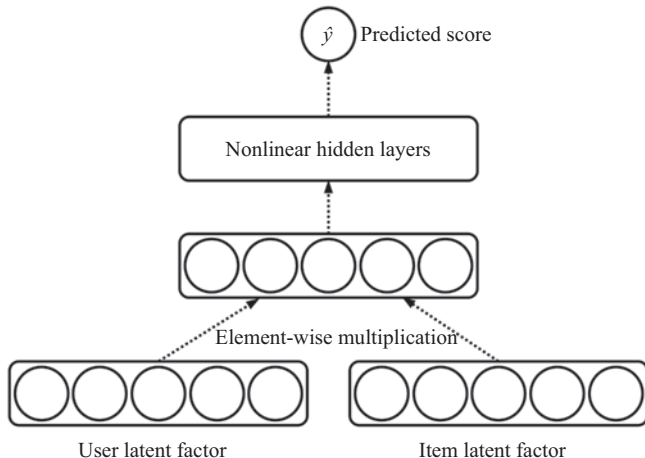 ŷ Predicted score
Nonlinear hidden layers
Element-wise multiplication
User latent factor
Item latent factor